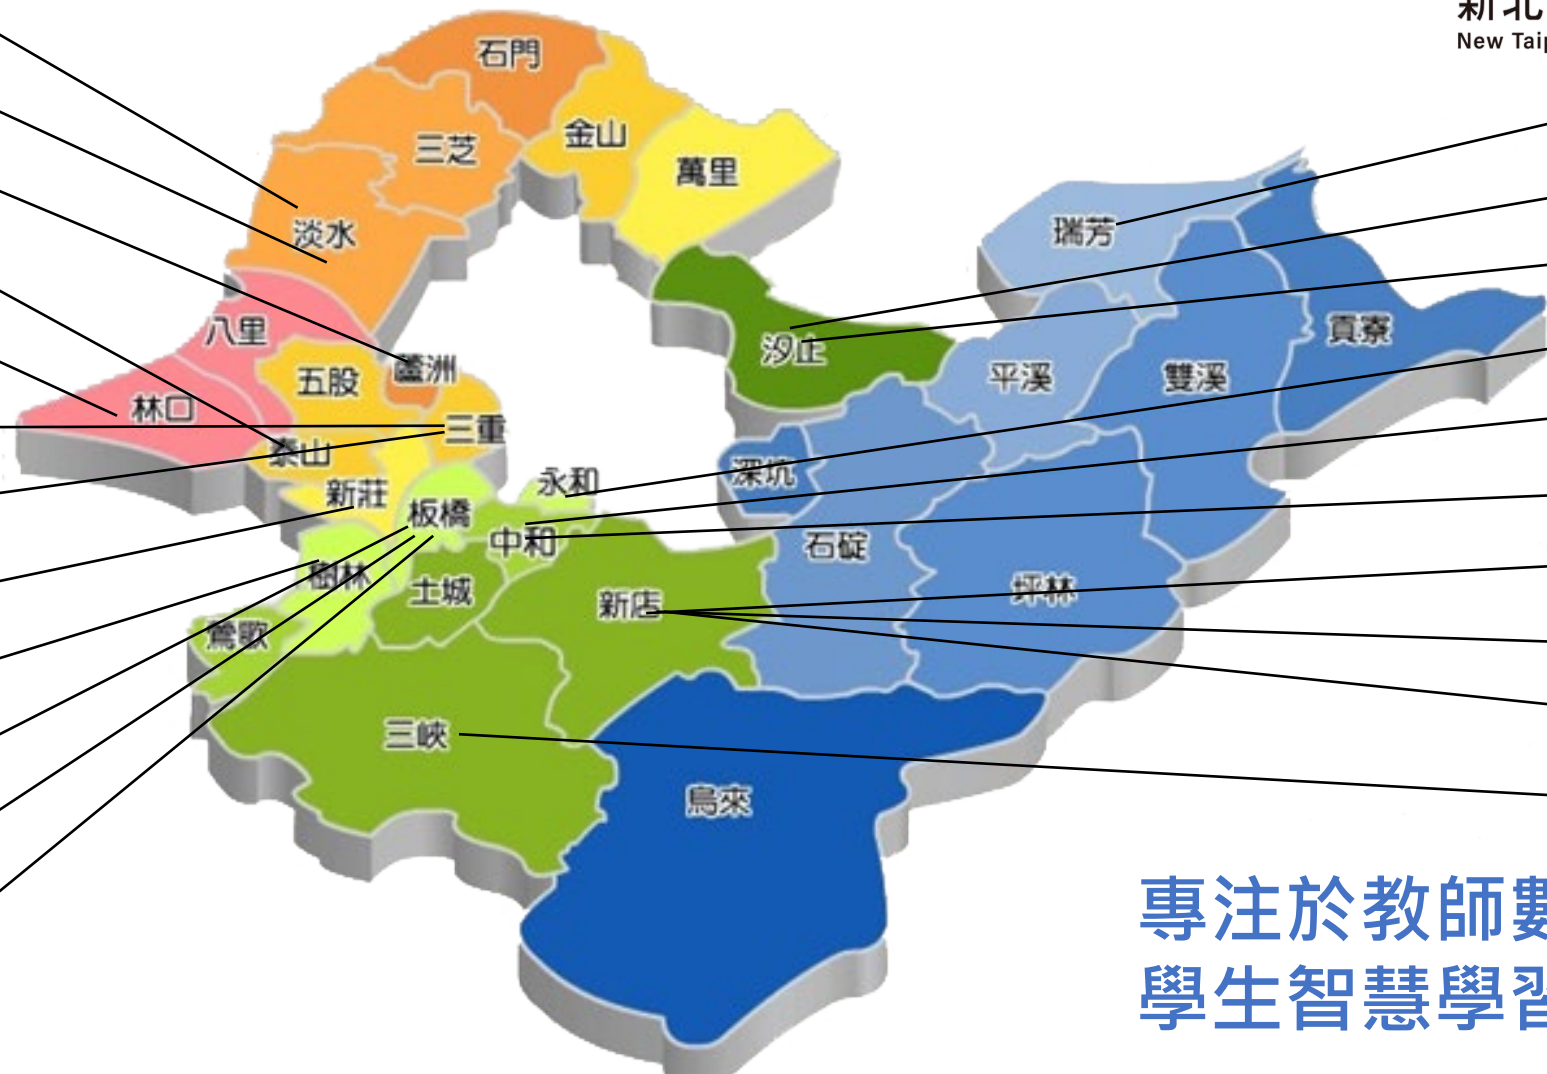 新北
New Taip
石門
金山
三芝
萬里
淡水
瑞芳
八里
貢寮
汐止
五股
蘆洲
平溪
雙溪
林口
三重
泰山
深坑
永和
新莊
板橋
中和
石碇
樹林
土城
坪林
新店
鶯歌
三峽
烏來
專注於教師數
學生智慧學習